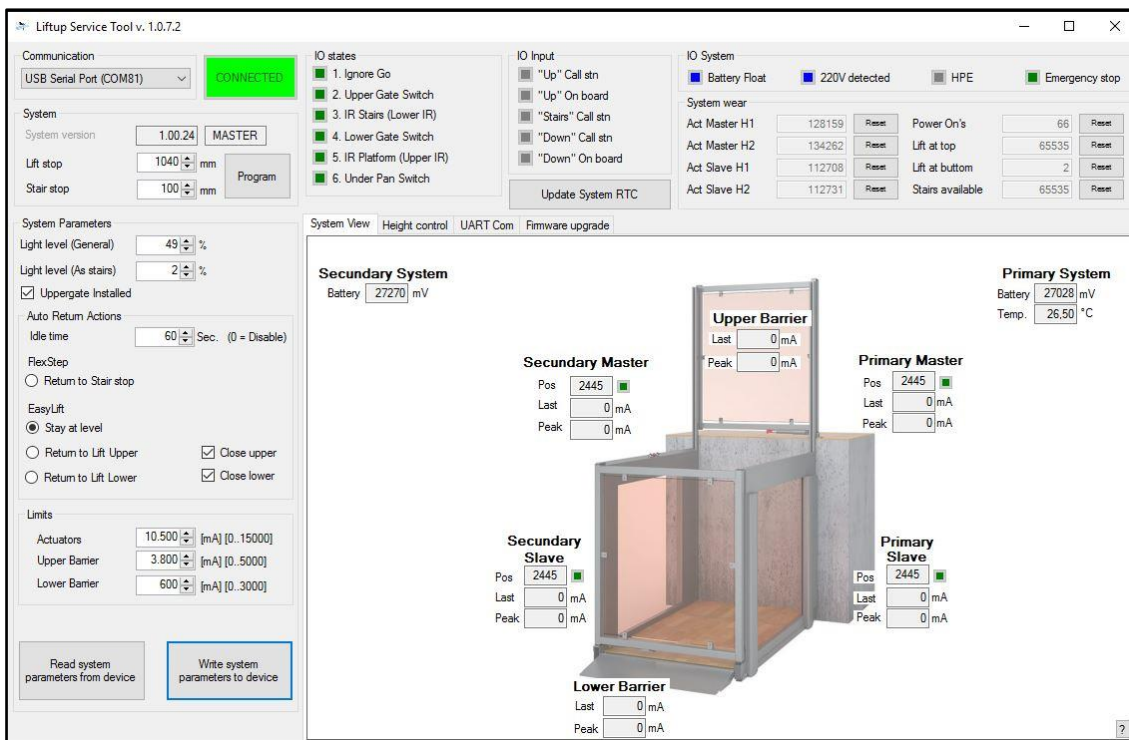 Liftup Service Tool v. 1.0.7.2
Communication
USB Serial Port (COM81)
CONNECTED
System
System version 1.00.24 MASTER
Lift stop 1040 mm
Stair stop 100 mm
Program
IO states
1. Ignore Go
2. Upper Gate Switch
3. IR Stairs (Lower IR)
4. Lower Gate Switch
5. IR Platform (Upper IR)
6. Under Pan Switch
IO Input
"Up" Call stn
"Up" On board
"Stairs" Call stn
"Down" Call stn
"Down" On board
Update System RTC
IO System
Battery Float 220V detected HPE Emergency stop
System wear
Act Master H1 128159 Reset Power On's 66 Reset
Act Master H2 134262 Reset Lift at top 65535 Reset
Act Slave H1 112708 Reset Lift at buttom 2 Reset
Act Slave H2 112731 Reset Stairs available 65535 Reset
System Parameters
Light level (General) 49 %
Light level (As stairs) 2 %
Uppergate Installed
Auto Return Actions
Idle time 60 Sec. (0 = Disable)
FlexStep
Return to Stair stop
EasyLift
Stay at level
Return to Lift Upper Close upper
Return to Lift Lower Close lower
Limits
Actuators 10.500 [mA] [0..15000]
Upper Barrier 3.800 [mA] [0..5000]
Lower Barrier 600 [mA] [0..3000]
Read system
parameters from device
Write system
parameters to device
System View Height control UART Com Firmware upgrade
Secundary System
Battery 27270 mV
Primary System
Battery 27028 mV
Temp. 26,50 °C
Upper Barrier
Last 0 mA
Peak 0 mA
Secundary Master
Pos 2445
Last 0 mA
Peak 0 mA
Primary Master
Pos 2445
Last 0 mA
Peak 0 mA
Secundary
Slave
Pos 2445
Last 0 mA
Peak 0 mA
Primary
Slave
Pos 2445
Last 0 mA
Peak 0 mA
Lower Barrier
Last 0 mA
Peak 0 mA
?